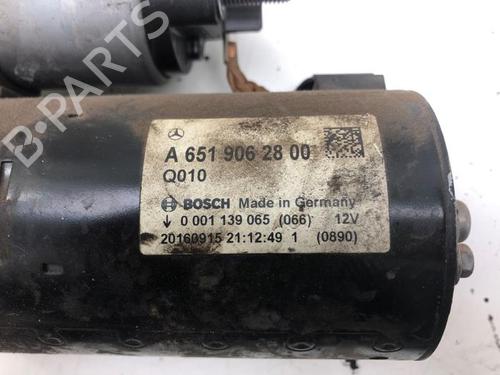 A 651 906 28 00
Q010
BOSCH Made in Germany
↓ 0 001 139 065 (066) 12V
20160915 21:12:49 1 (0890)
B-PARTS